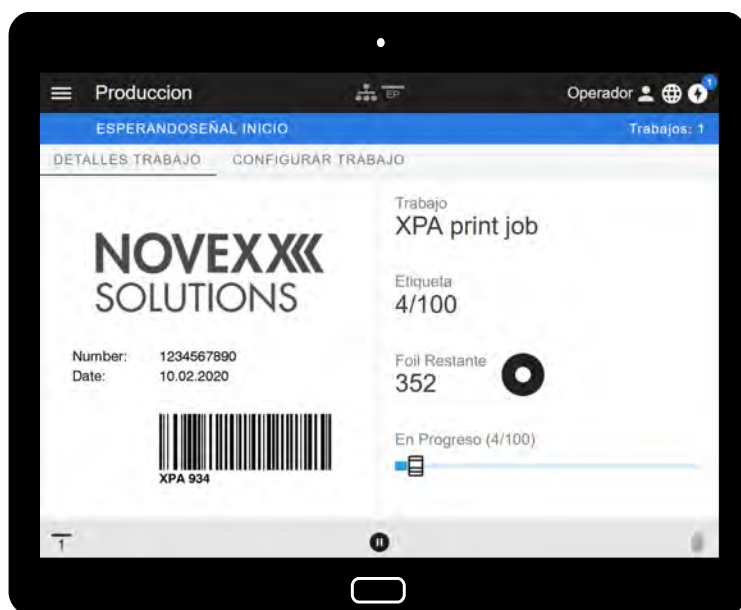 Produccion EP Operador 1
ESPERANDOSEÑAL INICIO Trabajos: 1
DETALLES TRABAJO CONFIGURAR TRABAJO
Trabajo
XPA print job
NOVEXX
SOLUTIONS
Etiqueta
4/100
Number: 1234567890
Date: 10.02.2020
Foil Restante
352
En Progreso (4/100)
XPA 934
1